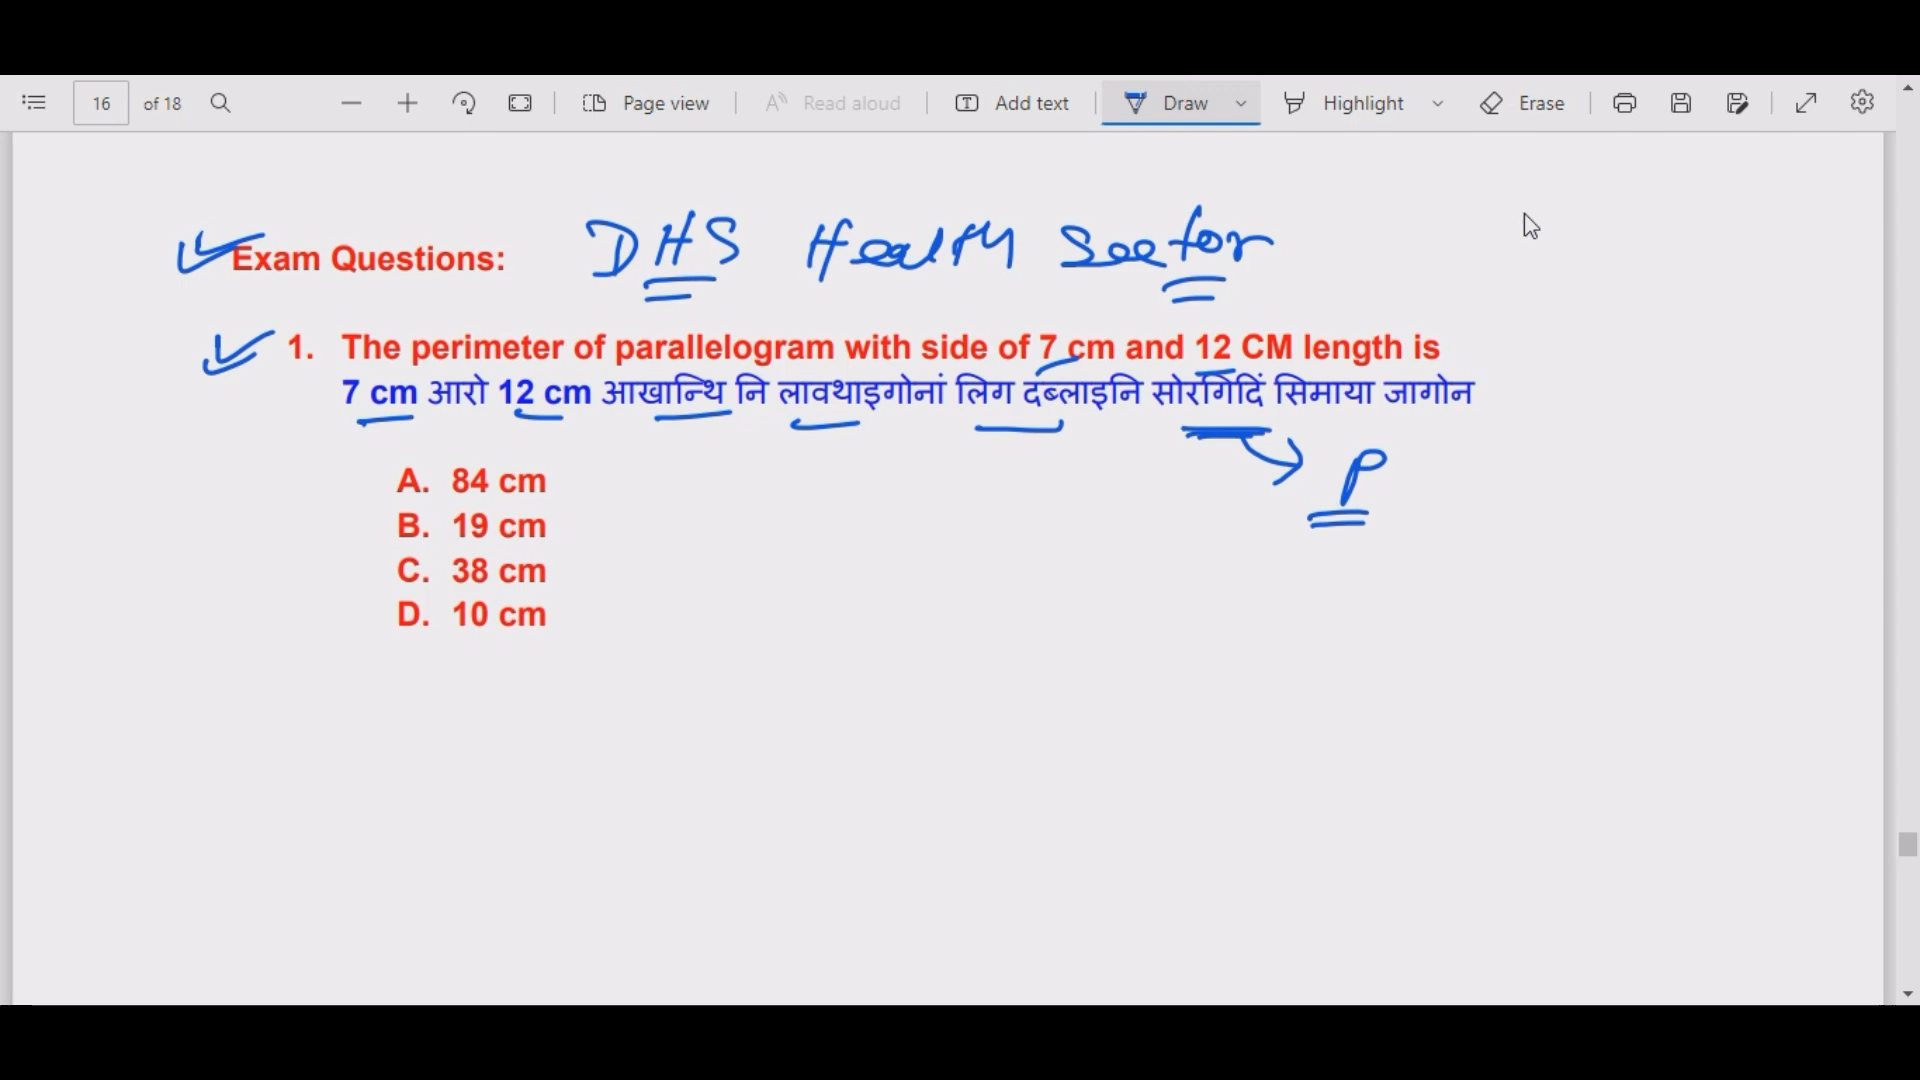 16 of 18 Page view Read aloud Add text Draw Highlight Erase
Exam Questions: DHS Health Sector
1. The perimeter of parallelogram with side of 7 cm and 12 CM length is
7 cm आरो 12 cm आखान्थि नि लावथाइगोनां लिग दब्लाइनि सोरगिदिं सिमाया जागोन
P
A. 84 cm
B. 19 cm
C. 38 cm
D. 10 cm